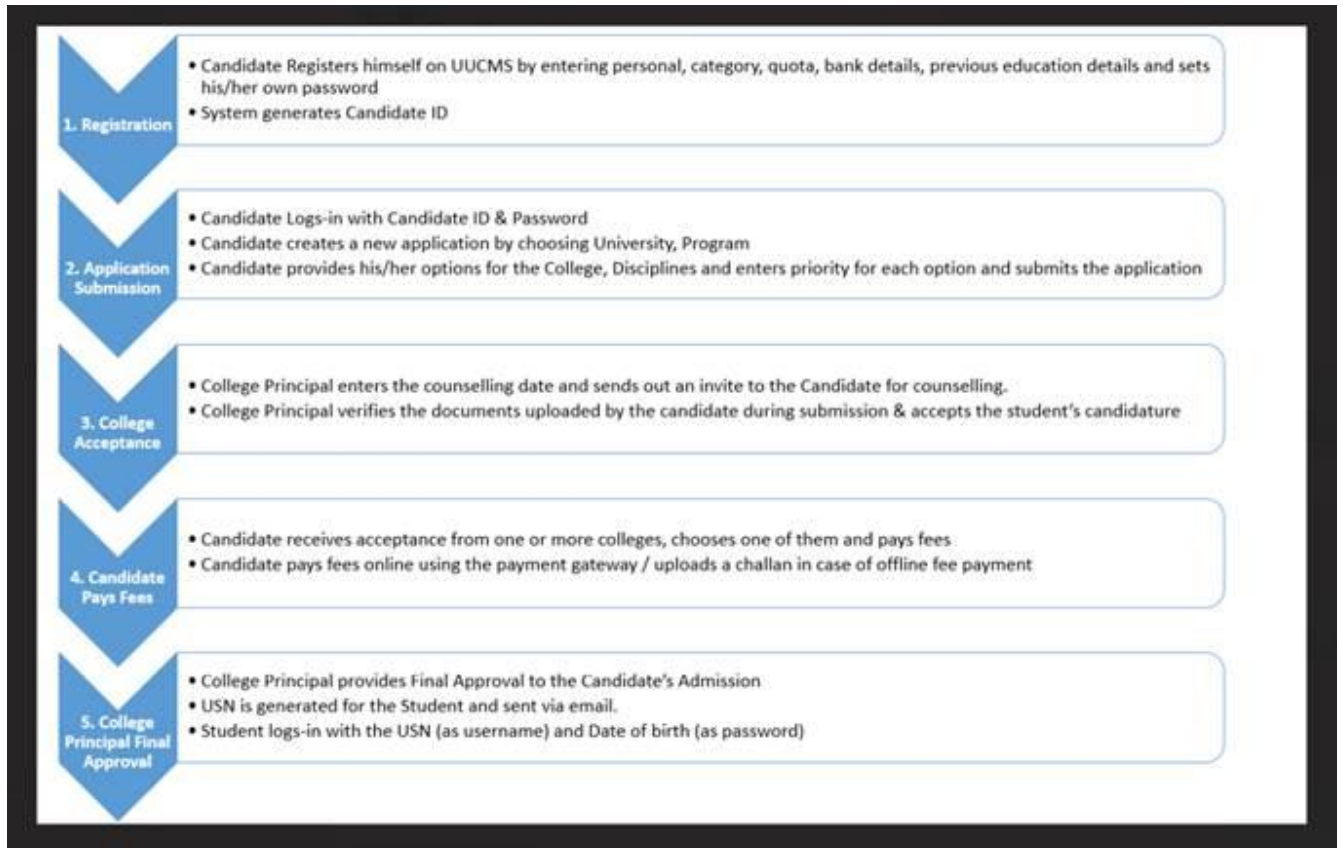 1. Registration
• Candidate Registers himself on UUCMS by entering personal, category, quota, bank details, previous education details and sets
his/her own password
• System generates Candidate ID
2. Application
Submission
• Candidate Logs-in with Candidate ID & Password
• Candidate creates a new application by choosing University, Program
• Candidate provides his/her options for the College, Disciplines and enters priority for each option and submits the application
3. College
Acceptance
• College Principal enters the counselling date and sends out an invite to the Candidate for counselling.
• College Principal verifies the documents uploaded by the candidate during submission & accepts the student's candidature
4. Candidate
Pays Fees
• Candidate receives acceptance from one or more colleges, chooses one of them and pays fees
• Candidate pays fees online using the payment gateway / uploads a challan in case of offline fee payment
5. College
Principal Final
Approval
• College Principal provides Final Approval to the Candidate's Admission
• USN is generated for the Student and sent via email.
• Student logs-in with the USN (as username) and Date of birth (as password)